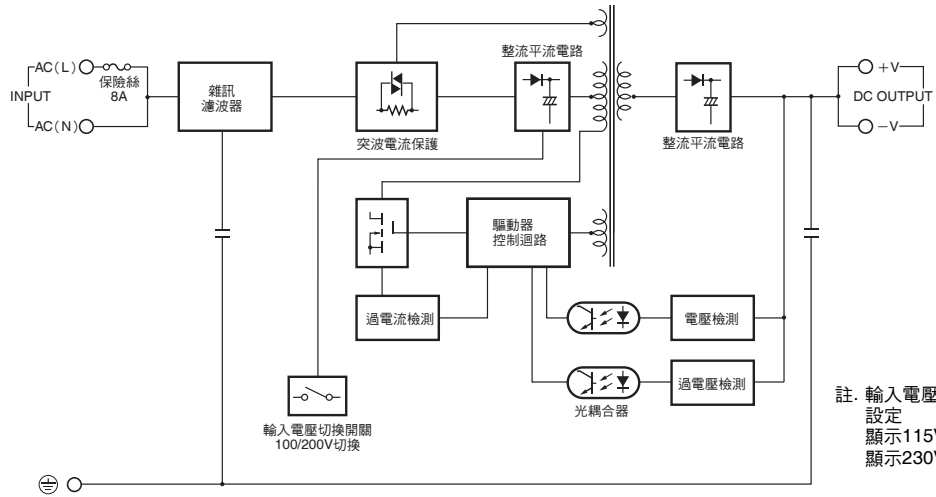 AC(L)
保險絲
8A
INPUT
AC(N)
雜訊
濾波器
突波電流保護
整流平流電路
整流平流電路
+V
DC OUTPUT
−V
驅動器
控制迴路
過電流檢測
電壓檢測
過電壓檢測
光耦合器
輸入電壓切換開關
100/200V切換
註. 輸入電壓
設定
顯示115V
顯示230V